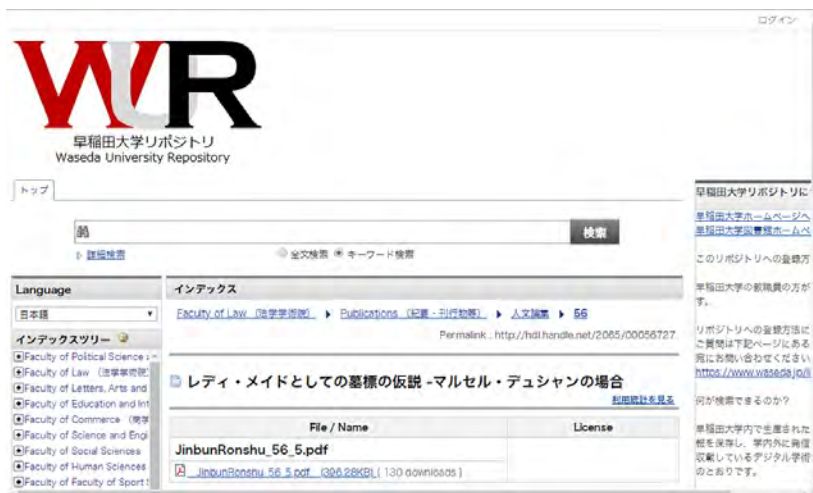 ログイン
WUR
早稲田大学リポジトリ
Waseda University Repository
トップ
検索
詳細検索
全文検索 キーワード検索
Language
日本語
インデックスツリー
Faculty of Political Science
Faculty of Law (法学学術院)
Faculty of Letters, Arts and
Faculty of Education and Int
Faculty of Commerce (商学
Faculty of Science and Engi
Faculty of Social Sciences
Faculty of Human Sciences
Faculty of Faculty of Sport
インデックス
Faculty of Law (法学学術院) Publications (紀要・刊行物等) 人文論集 56
Permalink : http://hdl.handle.net/2065/00056727
レディ・メイドとしての墓標の仮説 -マルセル・デュシャンの場合
利用統計を見る
File / Name License
JinbunRonshu_56_5.pdf
JinbunRonshu_56_5.pdf (306.28KB) ( 130 downloads )
早稲田大学リポジトリに
早稲田大学ホームページへ
早稲田大学図書館ホームペ
このリポジトリへの登録方
早稲田大学の教職員の方が
す。
リポジトリへの登録方法に
ご質問は下記ページにある
宛にお問い合わせください
https://www.waseda.jp/li
何が検索できるのか?
早稲田大学内で生産された
報を保存し、学内外に発信
収載しているデジタル学術
のとおりです。